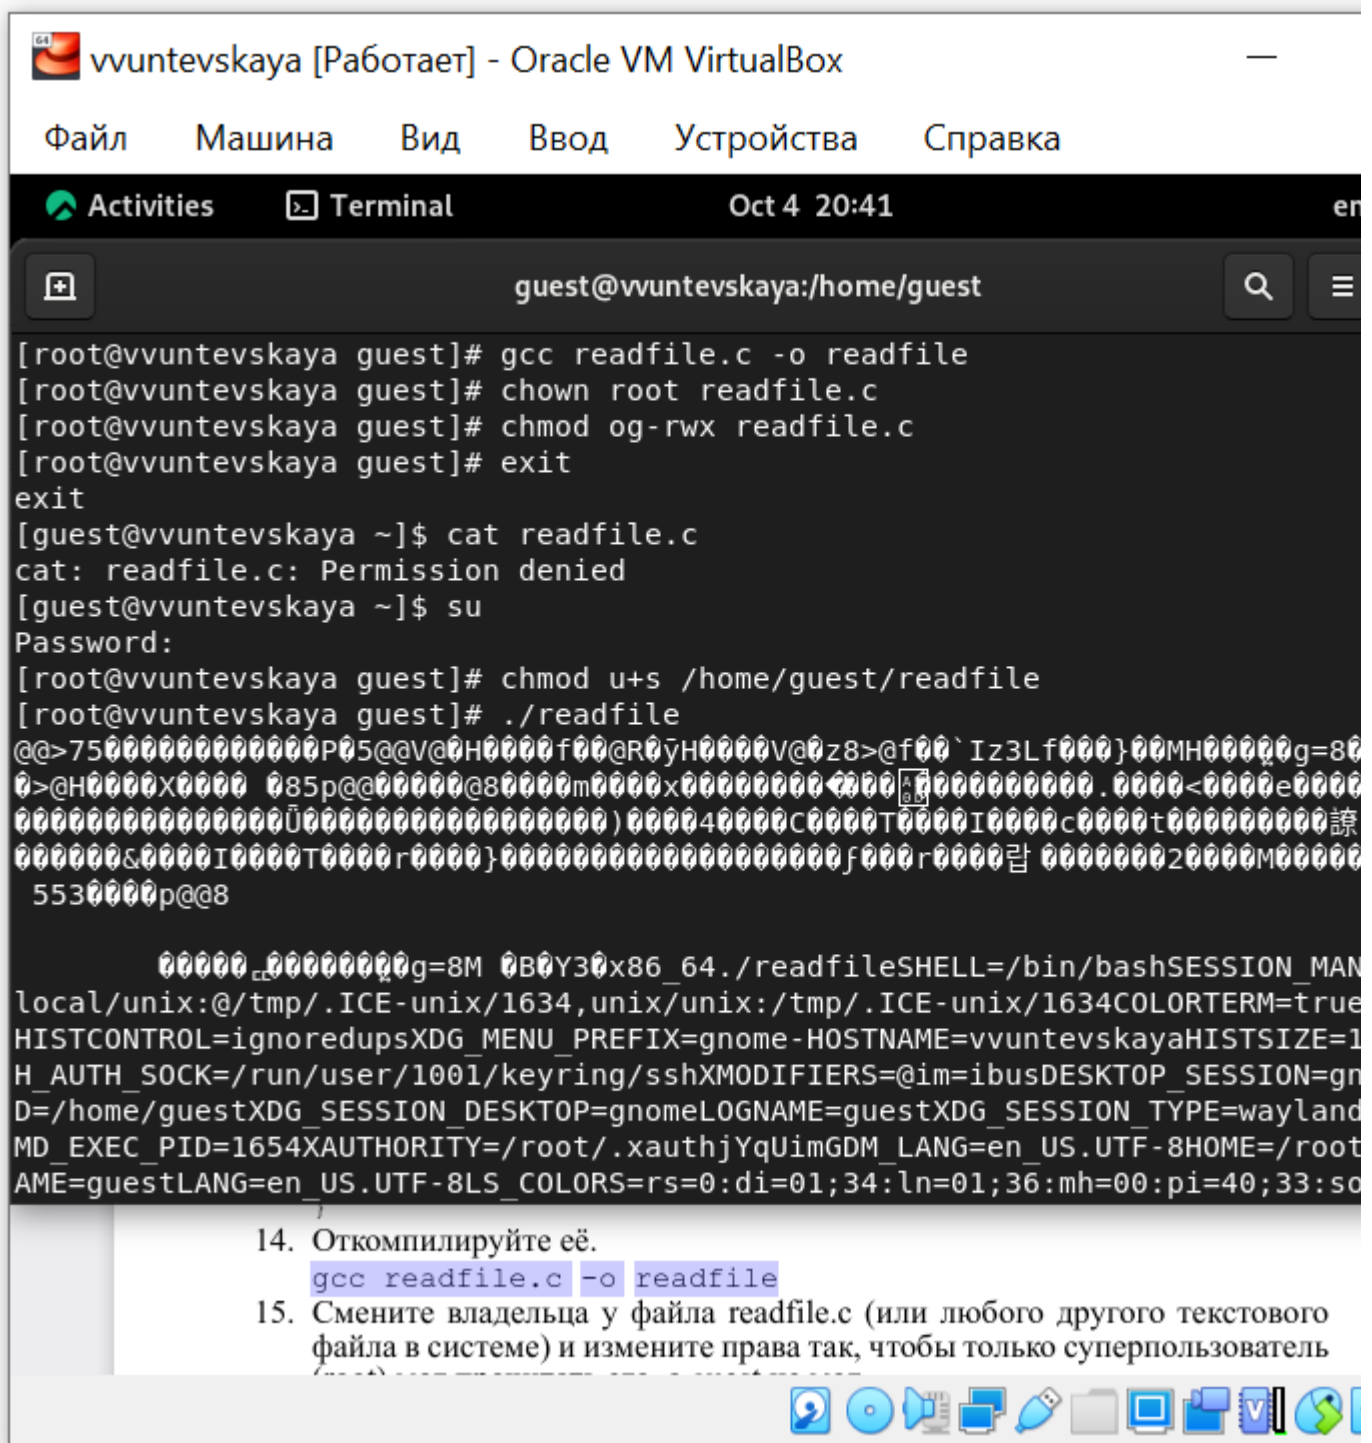 64
vvuntevskaya [Работает] - Oracle VM VirtualBox
Файл Машина Вид Ввод Устройства Справка
Activities Terminal Oct 4 20:41 en
guest@vvuntevskaya:/home/guest
[root@vvuntevskaya guest]# gcc readfile.c -o readfile
[root@vvuntevskaya guest]# chown root readfile.c
[root@vvuntevskaya guest]# chmod og-rwx readfile.c
[root@vvuntevskaya guest]# exit
exit
[guest@vvuntevskaya ~]$ cat readfile.c
cat: readfile.c: Permission denied
[guest@vvuntevskaya ~]$ su
Password:
[root@vvuntevskaya guest]# chmod u+s /home/guest/readfile
[root@vvuntevskaya guest]# ./readfile
553����p@@8
g=8M �B�Y3�x86_64./readfileSHELL=/bin/bashSESSION_MAN
local/unix:@/tmp/.ICE-unix/1634,unix/unix:/tmp/.ICE-unix/1634COLORTERM=true
HISTCONTROL=ignoredupsXDG_MENU_PREFIX=gnome-HOSTNAME=vvuntevskayaHISTSIZE=1
H_AUTH_SOCK=/run/user/1001/keyring/sshXMODIFIERS=@im=ibusDESKTOP_SESSION=gn
D=/home/guestXDG_SESSION_DESKTOP=gnomeLOGNAME=guestXDG_SESSION_TYPE=wayland
MD_EXEC_PID=1654XAUTHORITY=/root/.xauthjYqUimGDM_LANG=en_US.UTF-8HOME=/root
AME=guestLANG=en_US.UTF-8LS_COLORS=rs=0:di=01;34:ln=01;36:mh=00:pi=40;33:so
14. Откомпилируйте её.
gcc readfile.c -o readfile
15. Смените владельца у файла readfile.c (или любого другого текстового
файла в системе) и измените права так, чтобы только суперпользователь